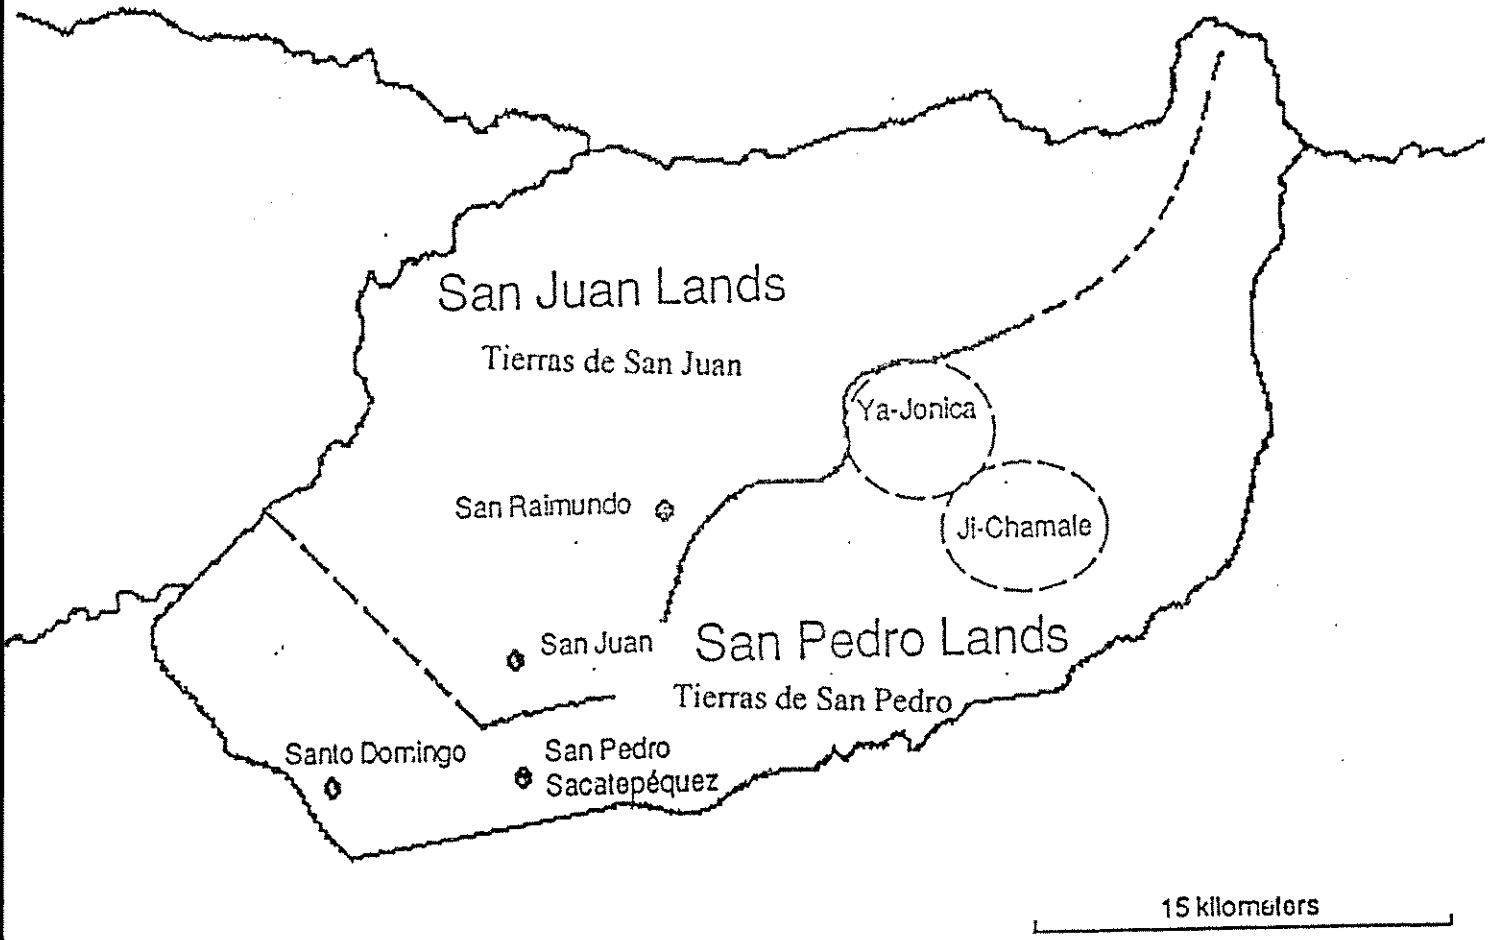 San Juan Lands
Tierras de San Juan
Ya-Jonica
San Raimundo
Ji-Chamale
San Juan
San Pedro Lands
Tierras de San Pedro
Santo Domingo
San Pedro
Sacatepéquez
15 kilometers